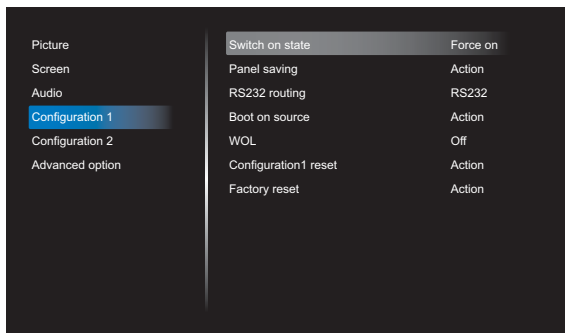 Picture
Screen
Audio
Configuration 1
Configuration 2
Advanced option
Switch on state Force on
Panel saving Action
RS232 routing RS232
Boot on source Action
WOL Off
Configuration1 reset Action
Factory reset Action